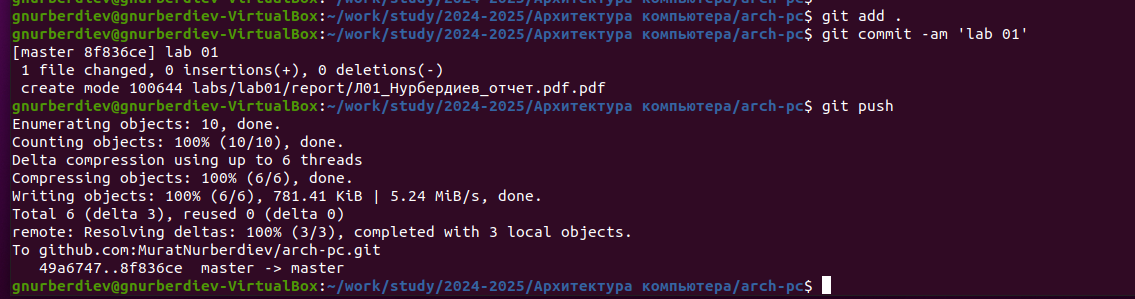 gnurberdiev@gnurberdiev-VirtualBox:~/work/study/2024-2025/Архитектура компьютера/arch-pc$ git add .
gnurberdiev@gnurberdiev-VirtualBox:~/work/study/2024-2025/Архитектура компьютера/arch-pc$ git commit -am 'lab 01'
[master 8f836ce] lab 01
 1 file changed, 0 insertions(+), 0 deletions(-)
 create mode 100644 labs/lab01/report/Л01_Нурбердиев_отчет.pdf.pdf
gnurberdiev@gnurberdiev-VirtualBox:~/work/study/2024-2025/Архитектура компьютера/arch-pc$ git push
Enumerating objects: 10, done.
Counting objects: 100% (10/10), done.
Delta compression using up to 6 threads
Compressing objects: 100% (6/6), done.
Writing objects: 100% (6/6), 781.41 KiB | 5.24 MiB/s, done.
Total 6 (delta 3), reused 0 (delta 0)
remote: Resolving deltas: 100% (3/3), completed with 3 local objects.
To github.com:MuratNurberdiev/arch-pc.git
   49a6747..8f836ce  master -> master
gnurberdiev@gnurberdiev-VirtualBox:~/work/study/2024-2025/Архитектура компьютера/arch-pc$